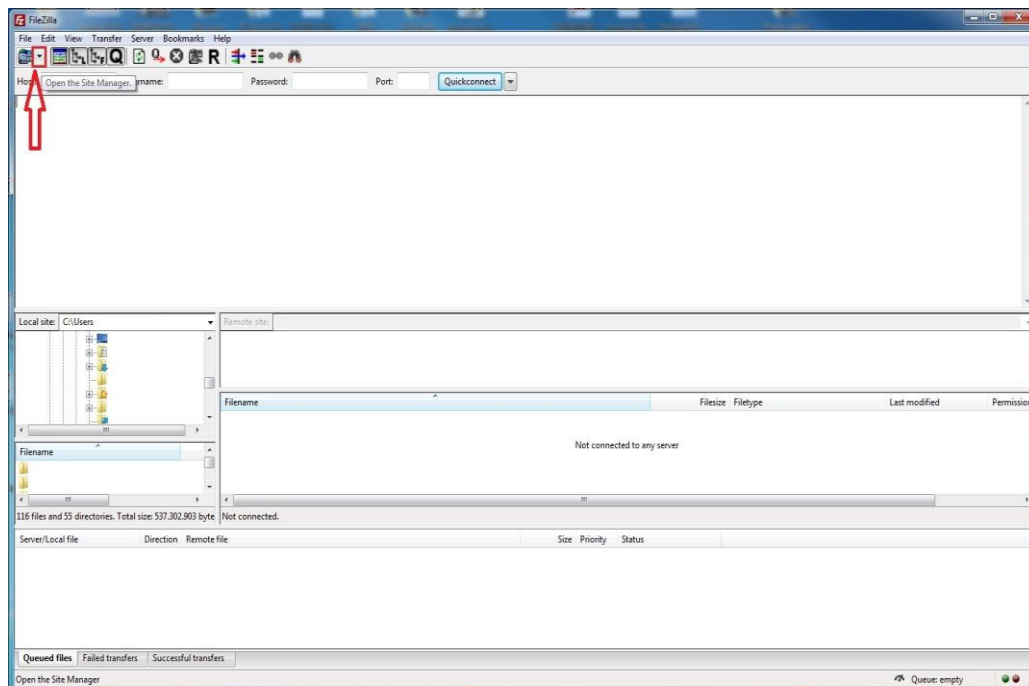 FileZilla
File Edit View Transfer Server Bookmarks Help
Open the Site Manager.
Password: Port: Quickconnect
Local site: C:\Users
Remote site:
Filename Filesize Filetype Last modified
Not connected to any server
Filename
116 files and 55 directories. Total size: 537.302.903 byte
Not connected.
Server/Local file Direction Remote file Size Priority Status
Queued files Failed transfers Successful transfers
Open the Site Manager
Queue: empty